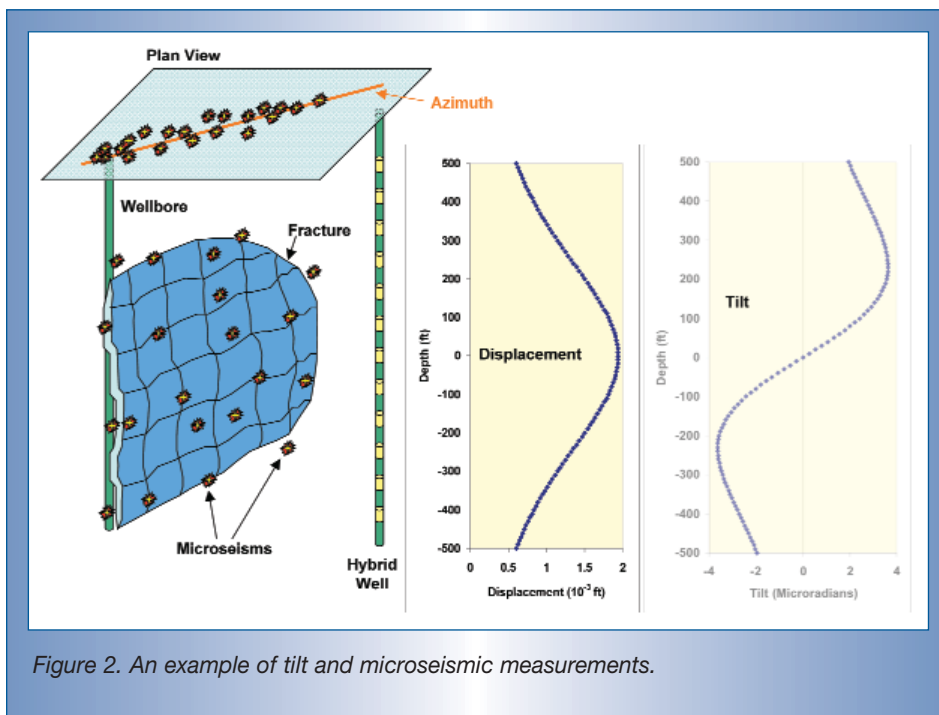 Plan View
Azimuth
Wellbore
Fracture
Microseisms
Hybrid
Well
500
400
300
200
100
0
-100
-200
-300
-400
-500
Depth (ft)
Displacement
0
0.5
1
1.5
2
Displacement (10⁻³ ft)
500
400
300
200
100
0
-100
-200
-300
-400
-500
Depth (ft)
Tilt
-4
-2
0
2
4
Tilt (Microradians)
Figure 2. An example of tilt and microseismic measurements.